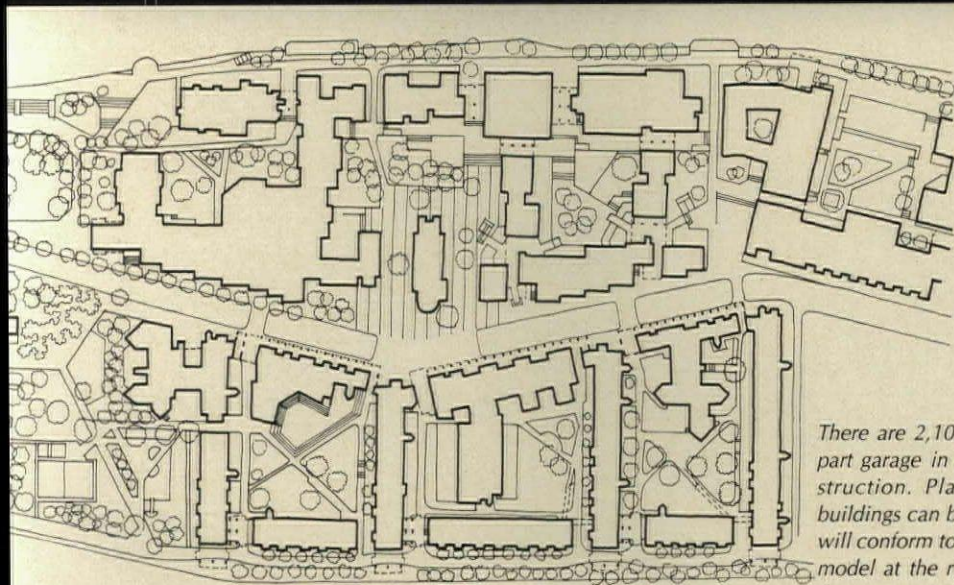 There are 2,10
part garage in
struction. Pla
buildings can b
will conform to
model at the r